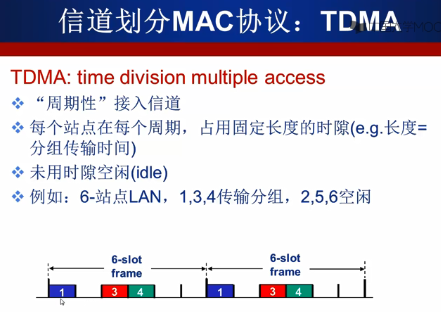 信道划分MAC协议：TDMA
TDMA: time division multiple access
“周期性”接入信道
每个站点在每个周期，占用固定长度的时隙(e.g.长度=
分组传输时间)
未用时隙空闲(idle)
例如：6-站点LAN，1,3,4传输分组，2,5,6空闲
6-slot
frame
6-slot
frame
1 3 4 1 3 4